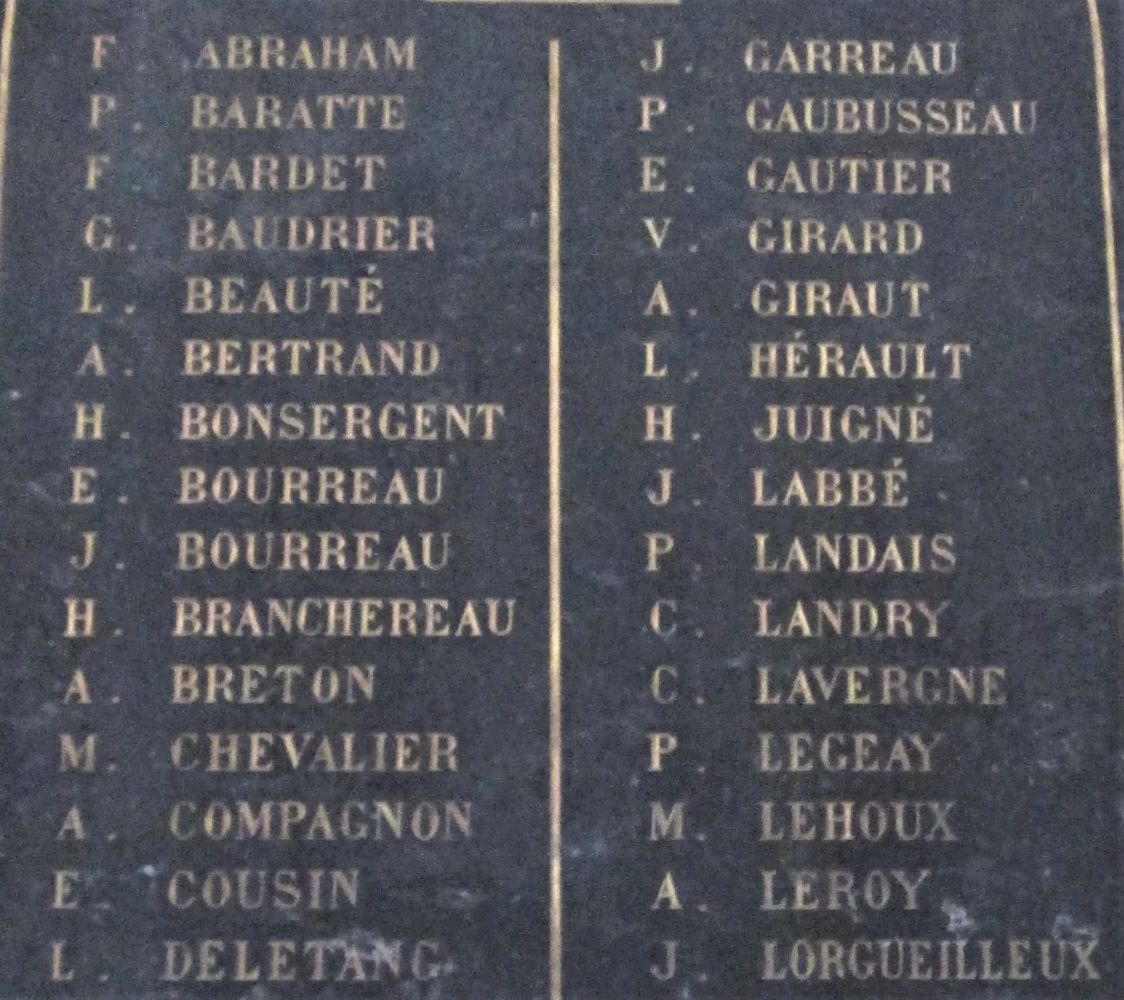 F. ABRAHAM
P. BARATTE
F. BARDET
G. BAUDRIER
L. BEAUTÉ
A. BERTRAND
H. BONSERGENT
E. BOURREAU
J. BOURREAU
H. BRANCHEREAU
A. BRETON
M. CHEVALIER
A. COMPAGNON
E. COUSIN
L. DELETANG
J. GARREAU
P. GAUBUSSEAU
E. GAUTIER
V. GIRARD
A. GIRAUT
L. HÉRAULT
H. JUIGNÉ
J. LABBÉ
P. LANDAIS
C. LANDRY
C. LAVERGNE
P. LEGEAY
M. LEHOUX
A. LEROY
J. LORGUEILLEUX